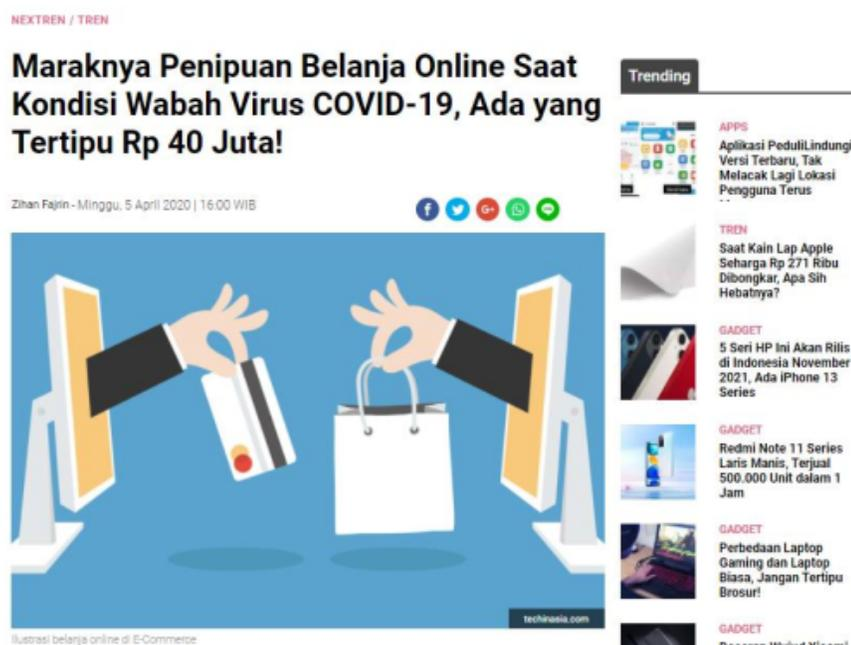 NEXTREN / TREN
Maraknya Penipuan Belanja Online Saat
Kondisi Wabah Virus COVID-19, Ada yang
Tertipu Rp 40 Juta!
Zihan Fajrin - Minggu, 5 April 2020 | 16:00 WIB
techinasia.com
Ilustrasi belanja online di E-Commerce
Trending
APPS
Aplikasi PeduliLindungi
Versi Terbaru, Tak
Melacak Lagi Lokasi
Pengguna Terus
TREN
Saat Kain Lap Apple
Seharga Rp 271 Ribu
Dibongkar, Apa Sih
Hebatnya?
GADGET
5 Seri HP Ini Akan Rilis
di Indonesia November
2021, Ada iPhone 13
Series
GADGET
Redmi Note 11 Series
Laris Manis, Terjual
500.000 Unit dalam 1
Jam
GADGET
Perbedaan Laptop
Gaming dan Laptop
Biasa, Jangan Tertipu
Brosur!
GADGET